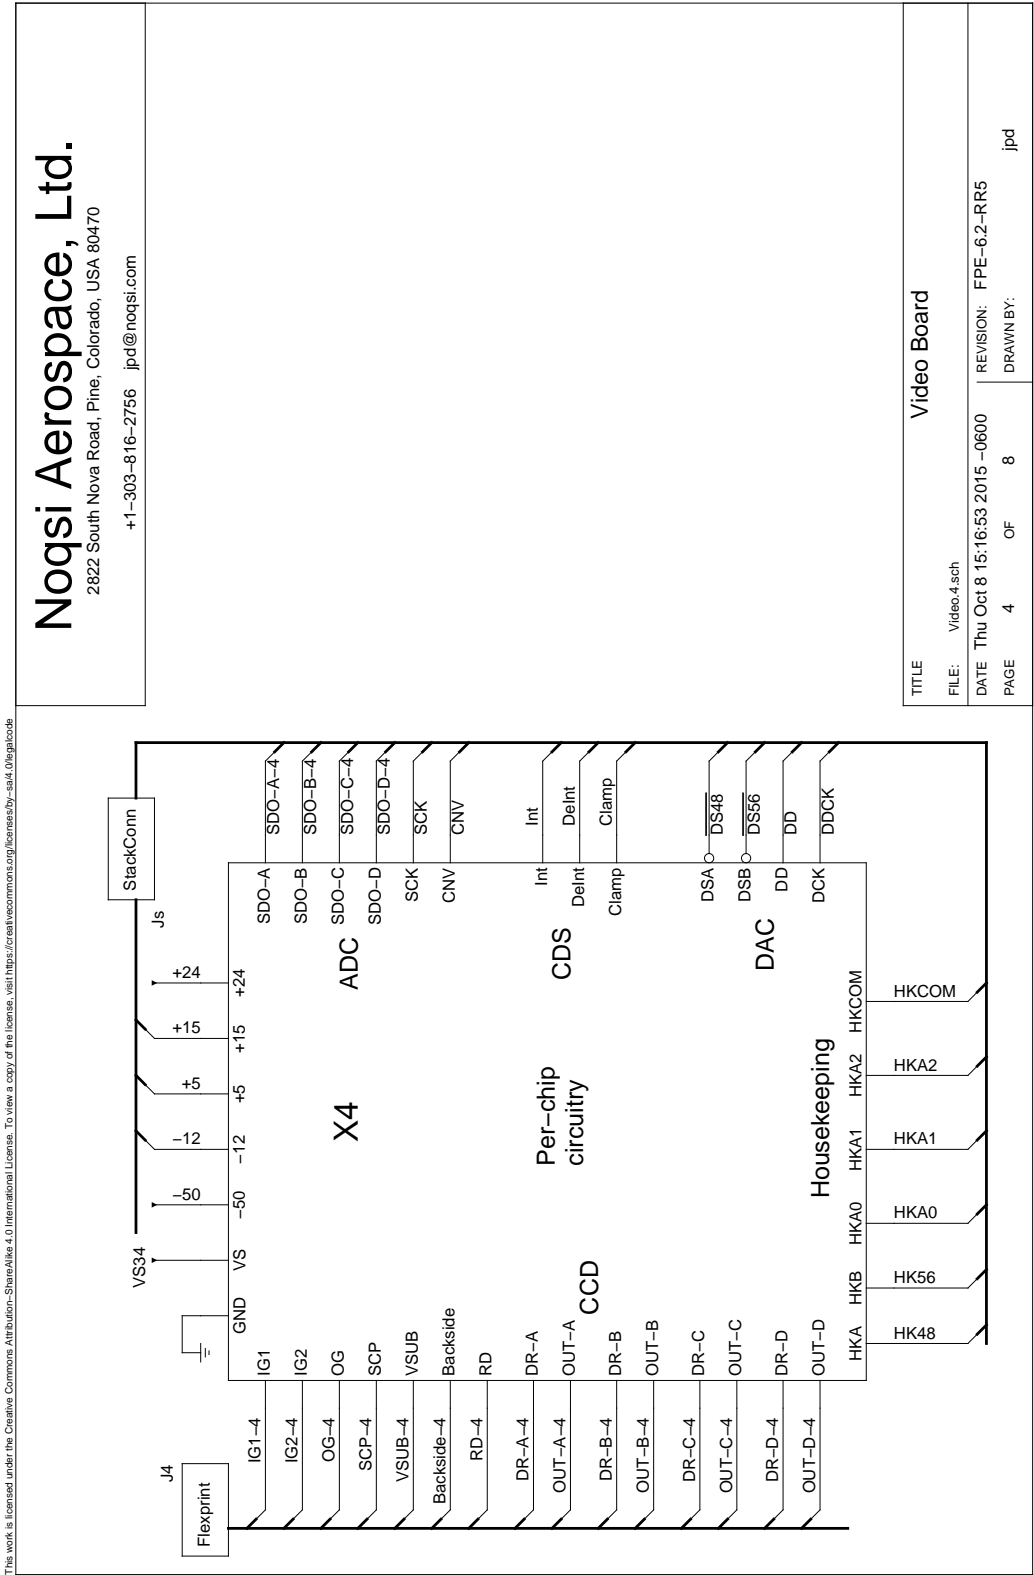 This work is licensed under the Creative Commons Attribution−ShareAlike 4.0 International License. To view a copy of the license, visit https://creativecommons.org/licenses/by−sa/4.0/legalcode
Noqsi Aerospace, Ltd.
2822 South Nova Road, Pine, Colorado, USA 80470
+1−303−816−2756 jpd@noqsi.com
J4
Flexprint
Js
StackConn
VS34
−50
−12
+5
+15
+24
GND
VS
−50
−12
+5
+15
+24
IG1−4
IG1
IG2−4
IG2
OG−4
OG
SCP−4
SCP
VSUB−4
VSUB
Backside−4
Backside
RD−4
RD
DR−A−4
DR−A
OUT−A−4
OUT−A
DR−B−4
DR−B
OUT−B−4
OUT−B
DR−C−4
DR−C
OUT−C−4
OUT−C
DR−D−4
DR−D
OUT−D−4
OUT−D
X4
Per−chip
circuitry
CCD
ADC
CDS
DAC
Housekeeping
SDO−A
SDO−A−4
SDO−B
SDO−B−4
SDO−C
SDO−C−4
SDO−D
SDO−D−4
SCK
SCK
CNV
CNV
Int
Int
DeInt
DeInt
Clamp
Clamp
DSA
DS48
DSB
DS56
DD
DD
DCK
DDCK
HKA
HKB
HKA0
HKA1
HKA2
HKCOM
HK48
HK56
HKA0
HKA1
HKA2
HKCOM
TITLE
Video Board
FILE: Video.4.sch
DATE Thu Oct 8 15:16:53 2015 −0600
REVISION: FPE−6.2−RR5
PAGE 4 OF 8
DRAWN BY: jpd